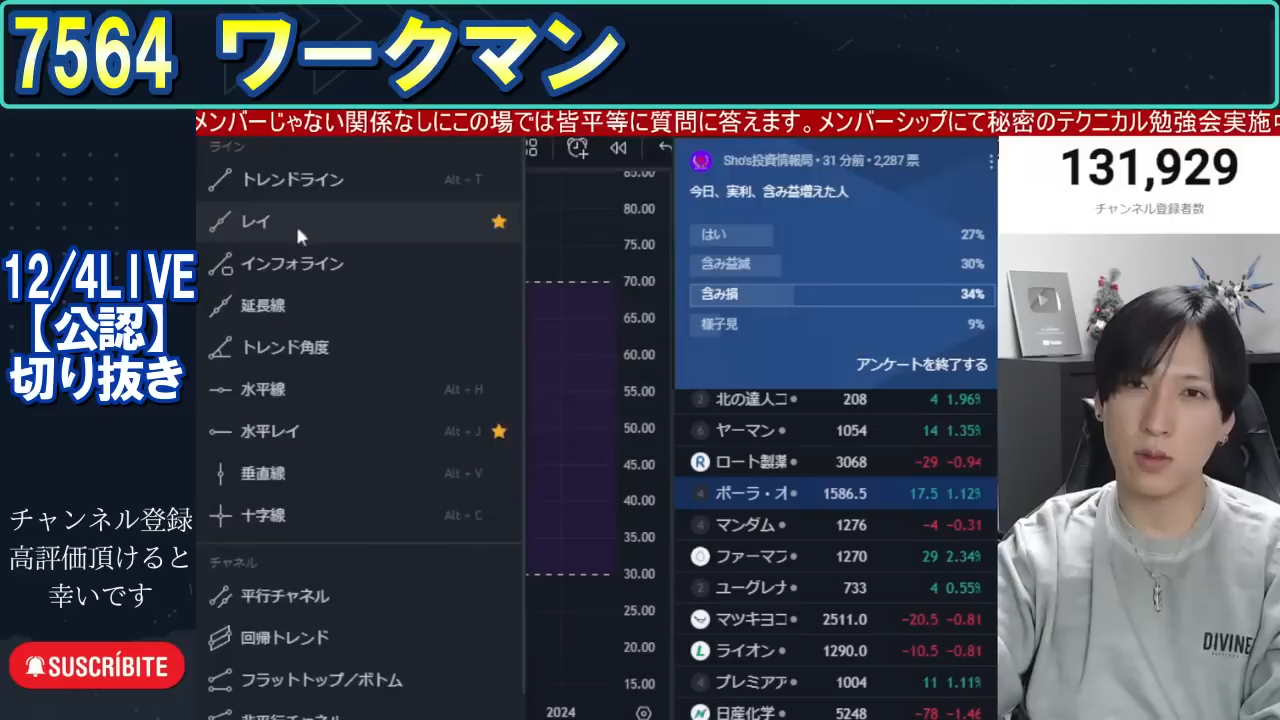 7564 ワークマン
メンバーじゃない関係なしにこの場では皆平等に質問に答えます。メンバーシップにて秘密のテクニカル勉強会実施中
12/4LIVE
【公認】
切り抜き
チャンネル登録
高評価頂けると
幸いです
SUSCRÍBITE
ライン
トレンドライン Alt + T
レイ
インフォライン
延長線
トレンド角度
水平線 Alt + H
水平レイ Alt + J
垂直線 Alt + V
十字線 Alt + C
チャネル
平行チャネル
回帰トレンド
フラットトップ/ボトム
非平行チャネル
85.00
80.00
75.00
70.00
65.00
60.00
55.00
50.00
45.00
40.00
35.00
30.00
25.00
20.00
15.00
2024
Sho's投資情報局・31 分前・2,287 票
今日、実利、含み益増えた人
はい 27%
含み益減 30%
含み損 34%
様子見 9%
アンケートを終了する
2 北の達人コ 208 4 1.96%
6 ヤーマン 1054 14 1.35%
R ロート製薬 3068 -29 -0.94
4 ポーラ・オ 1586.5 17.5 1.12%
4 マンダム 1276 -4 -0.31
ファーマフ 1270 29 2.34%
2 ユーグレナ 733 4 0.55%
マツキヨコ 2511.0 -20.5 -0.81
L ライオン 1290.0 -10.5 -0.81
4 プレミアア 1004 11 1.11%
日産化学 5248 -78 -1.46
131,929
チャンネル登録者数
DIVINE